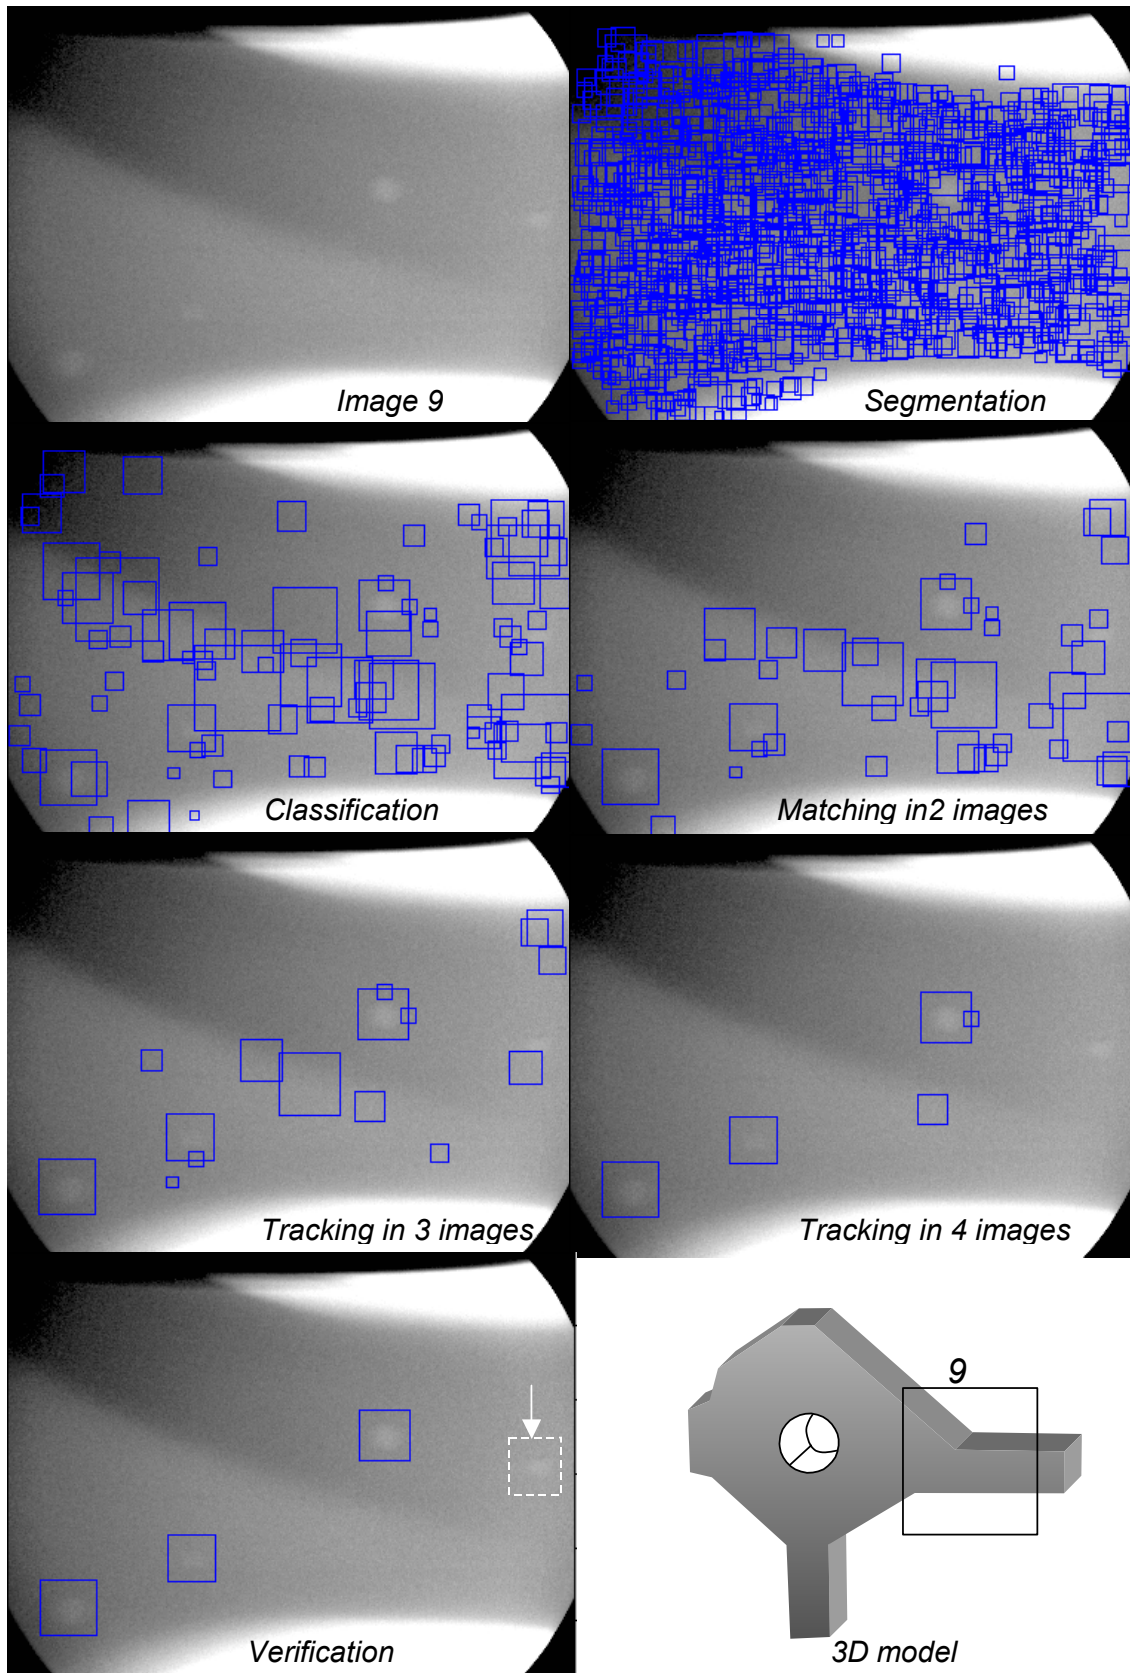 Image 9
Segmentation
Classification
Matching in2 images
Tracking in 3 images
Tracking in 4 images
Verification
9
3D model